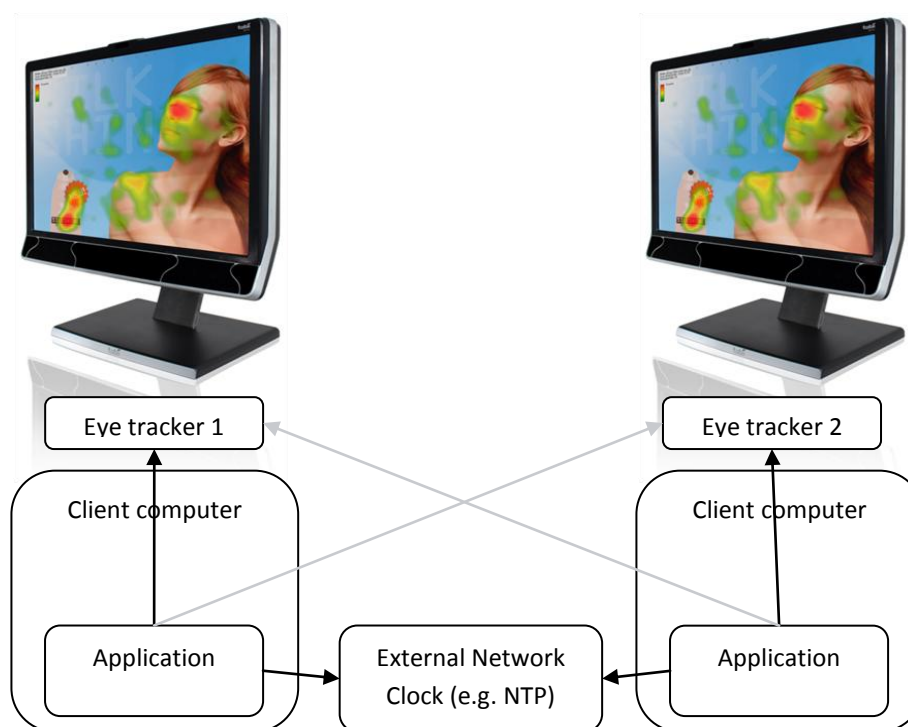 Eye tracker 1
Eye tracker 2
Client computer
Client computer
Application
External Network
Clock (e.g. NTP)
Application